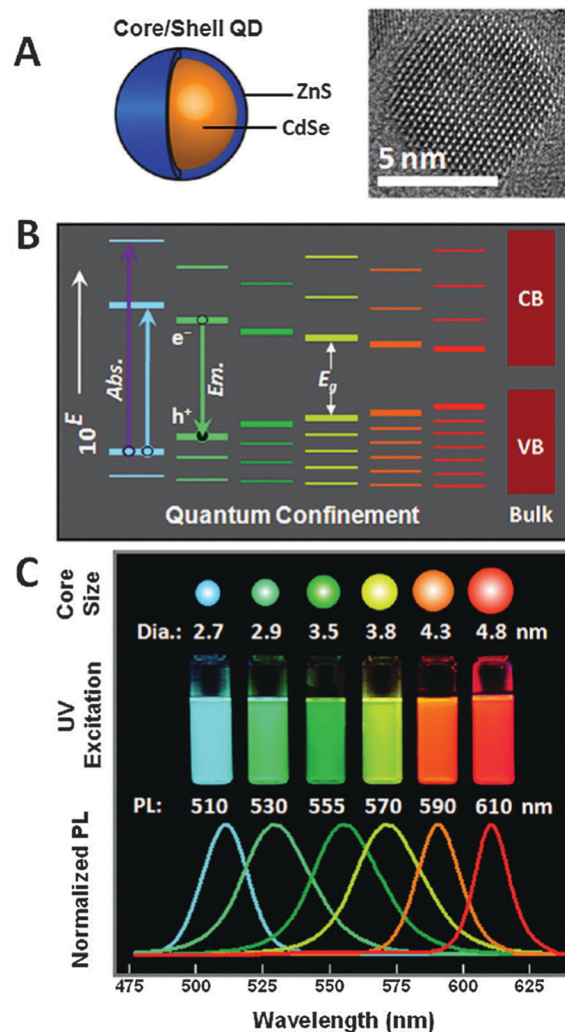 A
Core/Shell QD
ZnS
CdSe
5 nm
B
10E
Abs.
e⁻
Em.
h⁺
Eg
CB
VB
Quantum Confinement
Bulk
C
Core Size
Dia.: 2.7 2.9 3.5 3.8 4.3 4.8 nm
UV Excitation
PL: 510 530 555 570 590 610 nm
Normalized PL
475 500 525 550 575 600 625
Wavelength (nm)